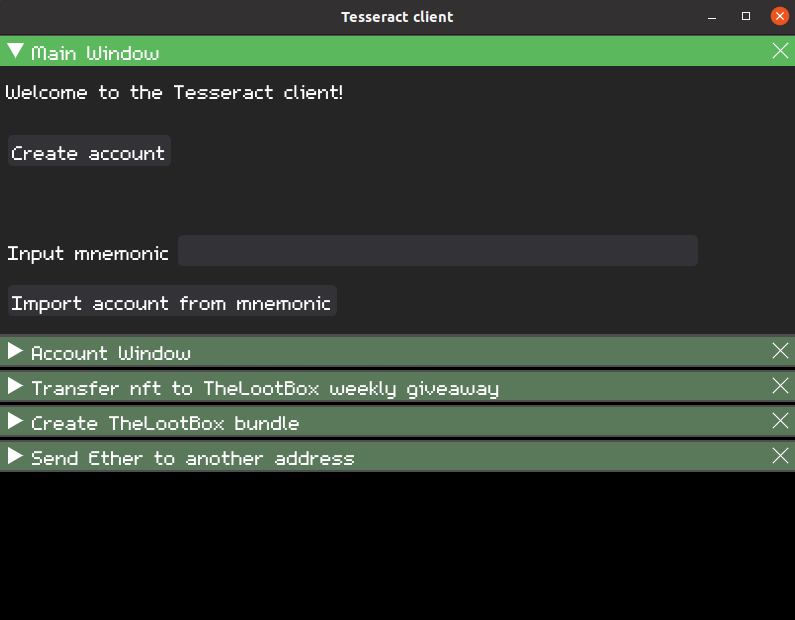 Tesseract client
Main Window
Welcome to the Tesseract client!
Create account
Input mnemonic
Import account from mnemonic
Account Window
Transfer nft to TheLootBox weekly giveaway
Create TheLootBox bundle
Send Ether to another address